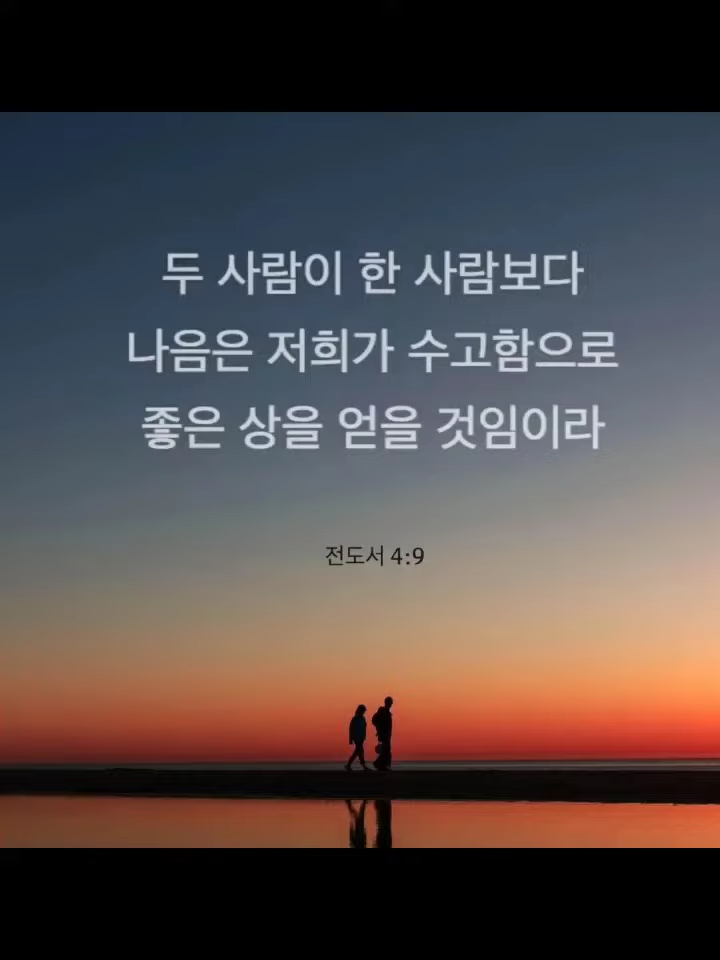 두 사람이 한 사람보다
나음은 저희가 수고함으로
좋은 상을 얻을 것임이라
전도서 4:9